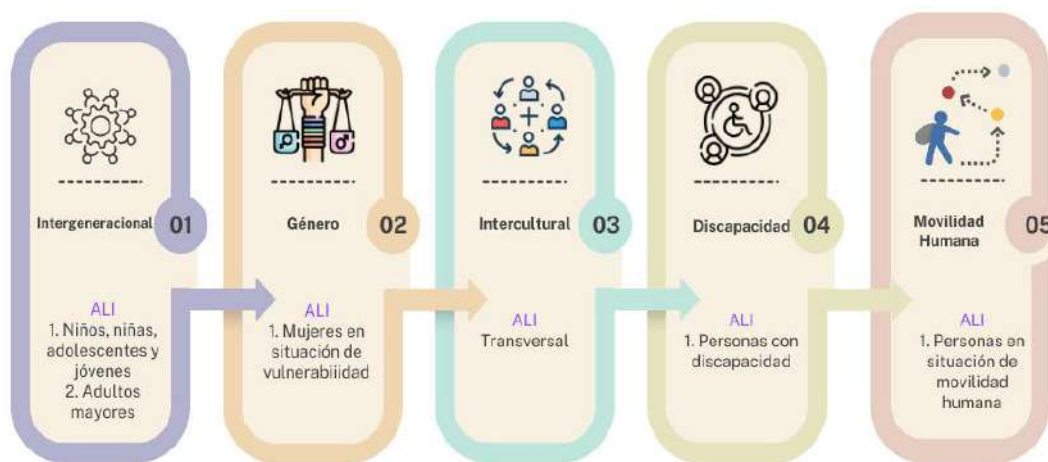 Intergeneracional
01
ALI
1. Niños, niñas,
adolescentes y
jóvenes
2. Adultos
mayores
Género
02
ALI
1. Mujeres en
situación de
vulnerabiiidad
Intercultural
03
ALI
Transversal
Discapacidad
04
ALI
1. Personas con
discapacidad
Movilidad
Humana
05
ALI
1. Personas en
situación de
movilidad
humana